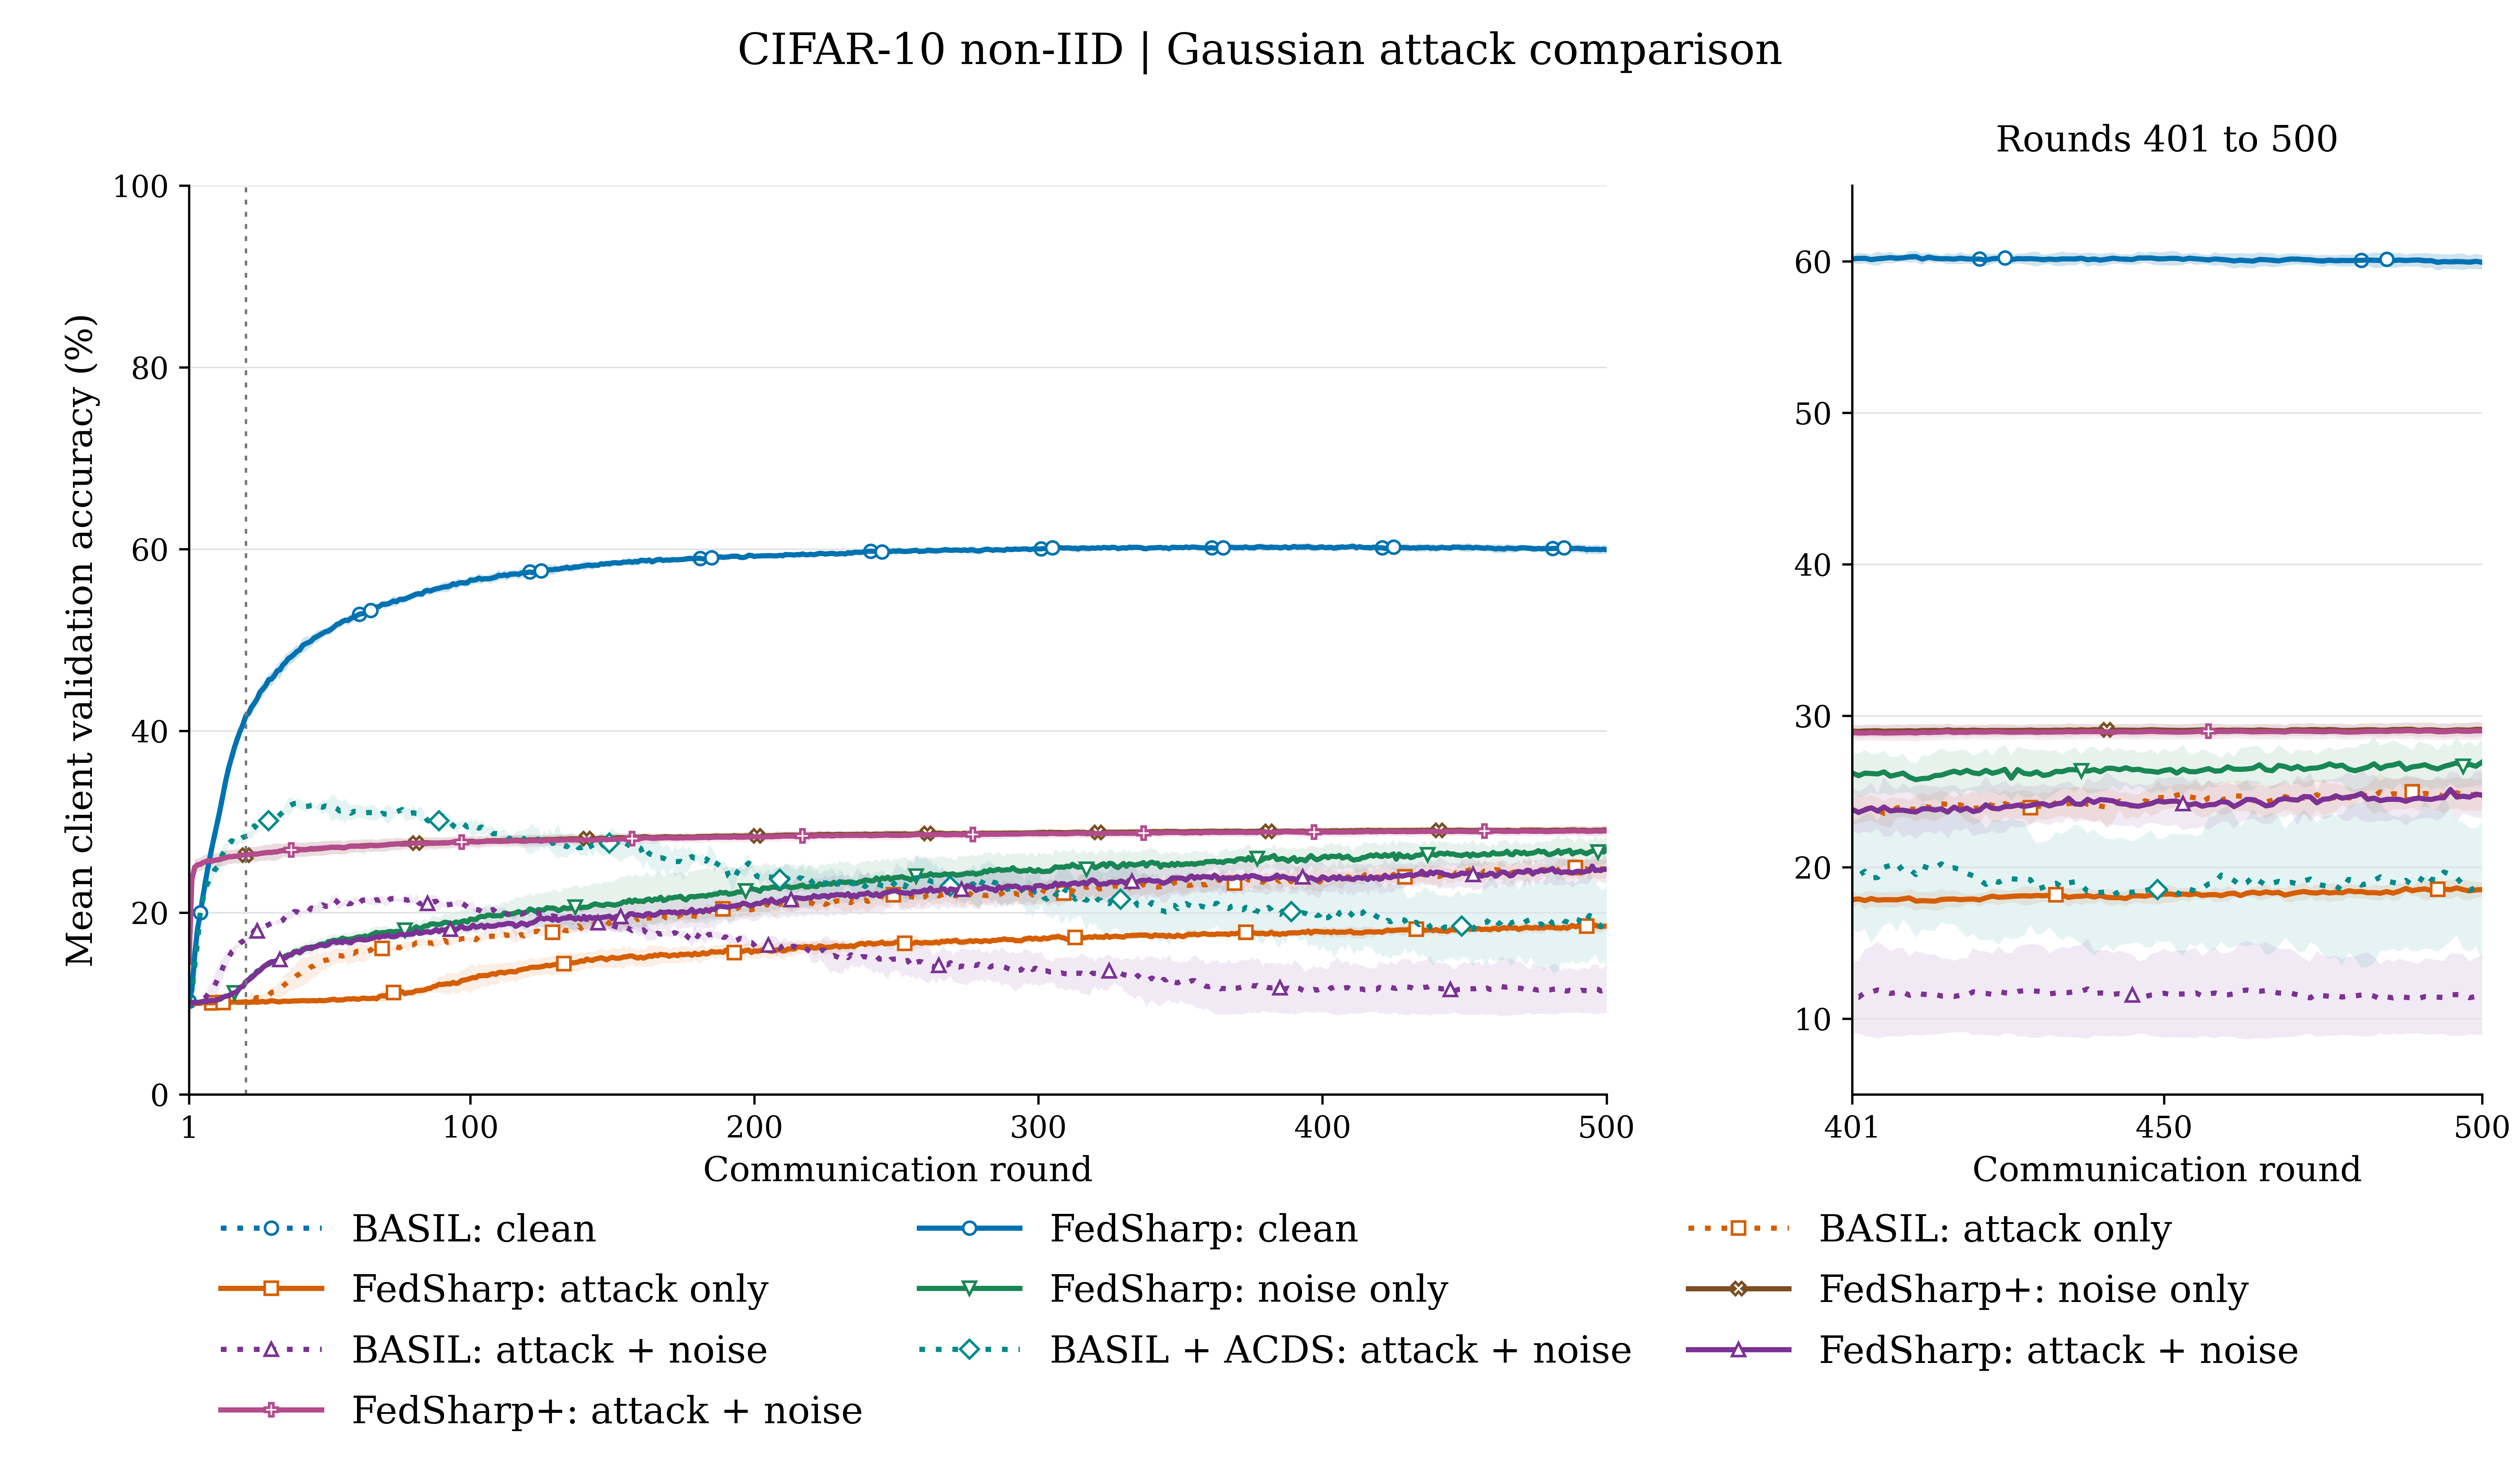 CIFAR-10 non-IID | Gaussian attack comparison
Rounds 401 to 500
Mean client validation accuracy (%)
100
80
60
40
20
0
1 100 200 300 400 500
Communication round
60
50
40
30
20
10
401 450 500
Communication round
BASIL: clean
FedSharp: clean
BASIL: attack only
FedSharp: attack only
FedSharp: noise only
FedSharp+: noise only
BASIL: attack + noise
BASIL + ACDS: attack + noise
FedSharp: attack + noise
FedSharp+: attack + noise